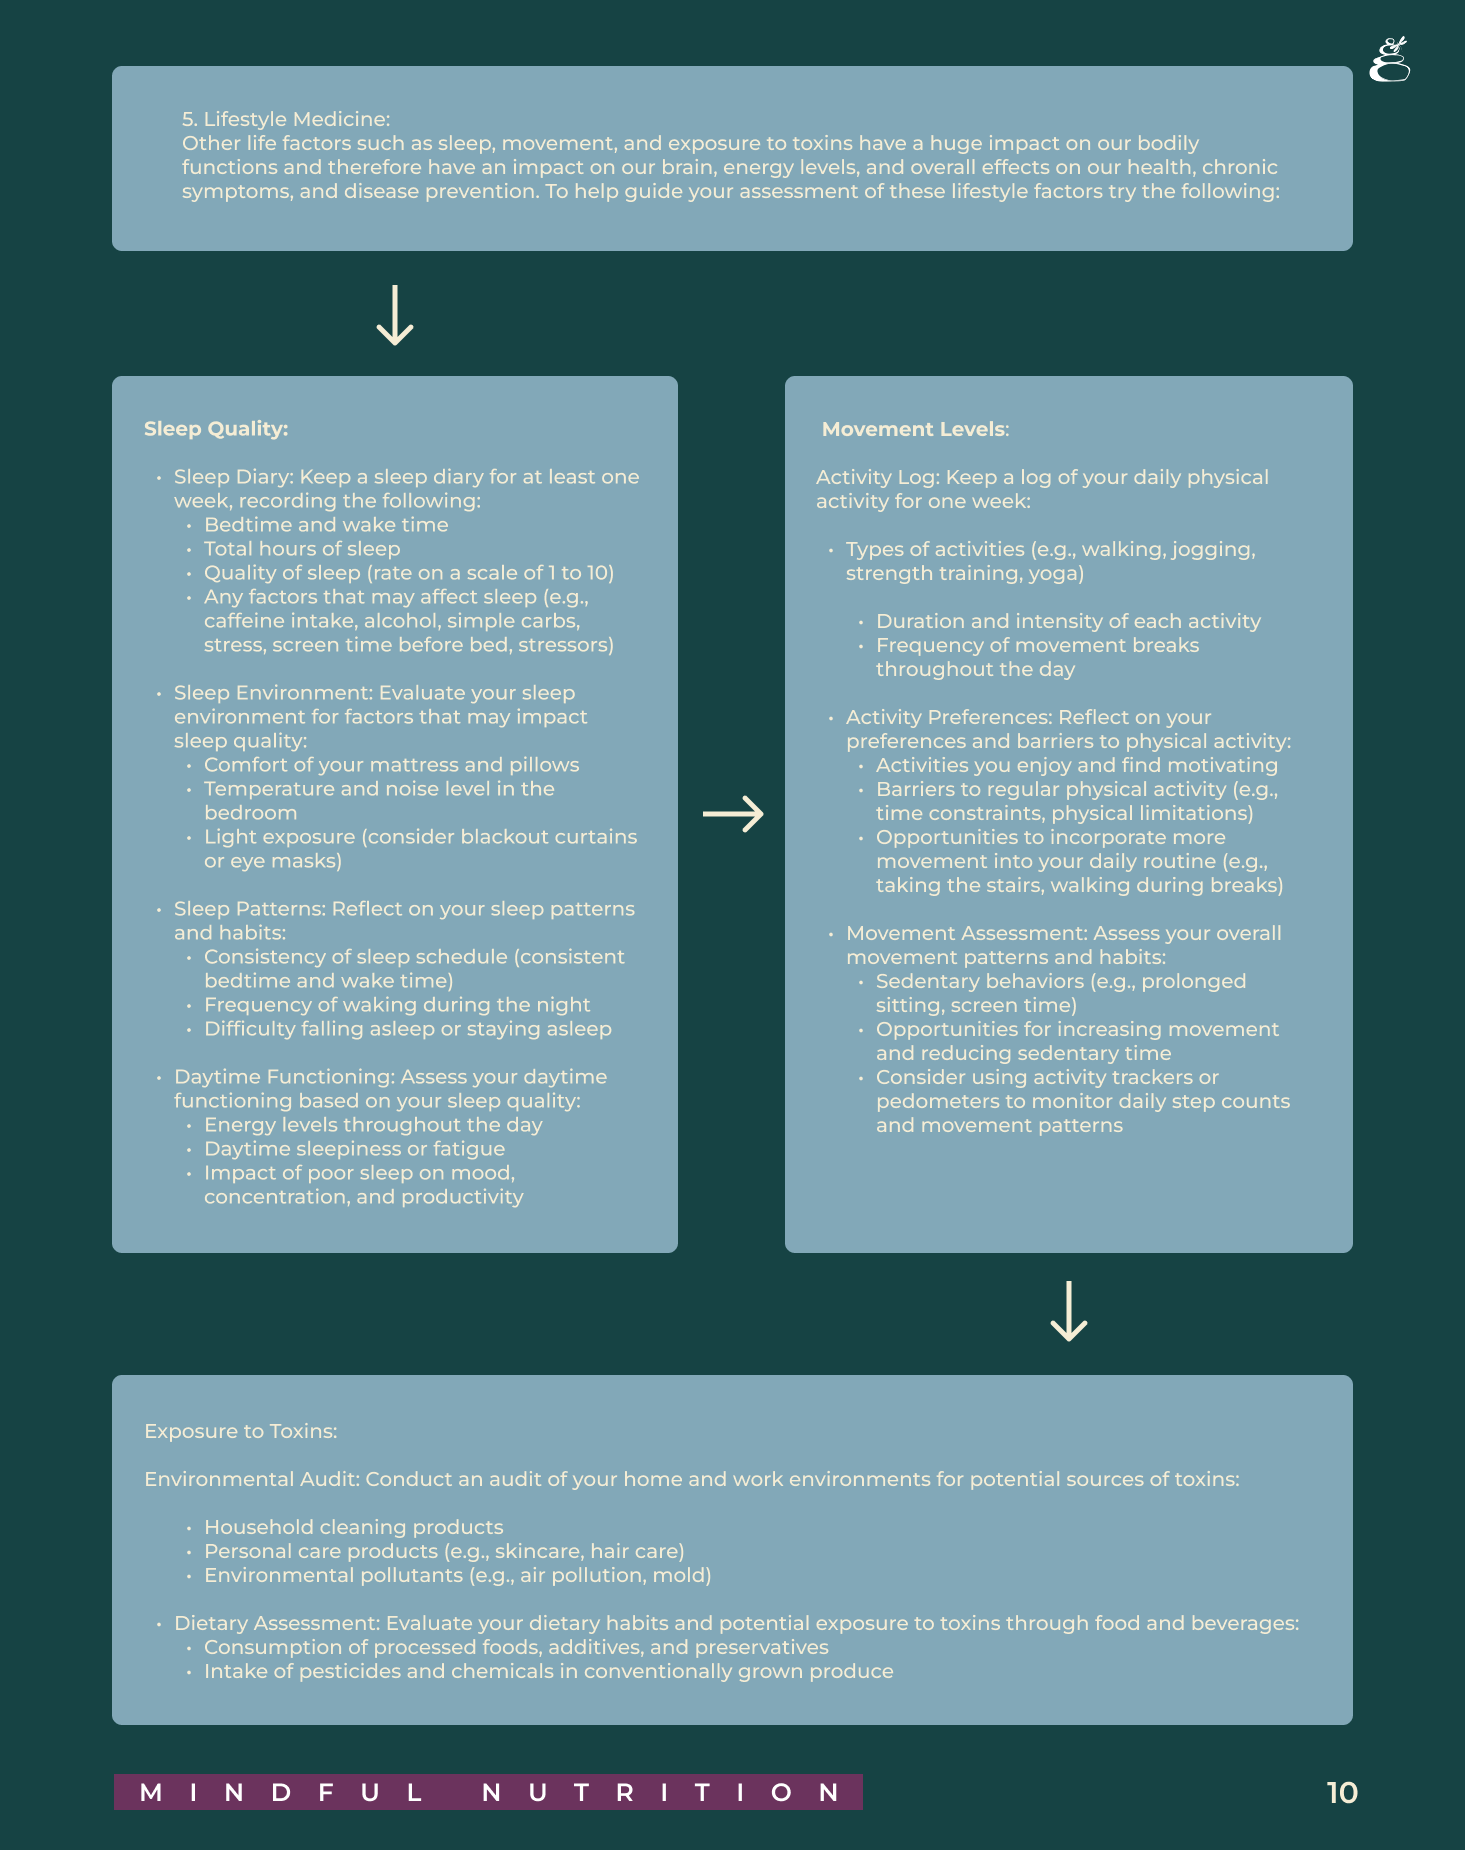 5. Lifestyle Medicine:
Other life factors such as sleep, movement, and exposure to toxins have a huge impact on our bodily
functions and therefore have an impact on our brain, energy levels, and overall effects on our health, chronic
symptoms, and disease prevention. To help guide your assessment of these lifestyle factors try the following:
Sleep Quality:
• Sleep Diary: Keep a sleep diary for at least one
week, recording the following:
• Bedtime and wake time
• Total hours of sleep
• Quality of sleep (rate on a scale of 1 to 10)
• Any factors that may affect sleep (e.g.,
caffeine intake, alcohol, simple carbs,
stress, screen time before bed, stressors)
• Sleep Environment: Evaluate your sleep
environment for factors that may impact
sleep quality:
• Comfort of your mattress and pillows
• Temperature and noise level in the
bedroom
• Light exposure (consider blackout curtains
or eye masks)
• Sleep Patterns: Reflect on your sleep patterns
and habits:
• Consistency of sleep schedule (consistent
bedtime and wake time)
• Frequency of waking during the night
• Difficulty falling asleep or staying asleep
• Daytime Functioning: Assess your daytime
functioning based on your sleep quality:
• Energy levels throughout the day
• Daytime sleepiness or fatigue
• Impact of poor sleep on mood,
concentration, and productivity
Movement Levels:
Activity Log: Keep a log of your daily physical
activity for one week:
• Types of activities (e.g., walking, jogging,
strength training, yoga)
• Duration and intensity of each activity
• Frequency of movement breaks
throughout the day
• Activity Preferences: Reflect on your
preferences and barriers to physical activity:
• Activities you enjoy and find motivating
• Barriers to regular physical activity (e.g.,
time constraints, physical limitations)
• Opportunities to incorporate more
movement into your daily routine (e.g.,
taking the stairs, walking during breaks)
• Movement Assessment: Assess your overall
movement patterns and habits:
• Sedentary behaviors (e.g., prolonged
sitting, screen time)
• Opportunities for increasing movement
and reducing sedentary time
• Consider using activity trackers or
pedometers to monitor daily step counts
and movement patterns
Exposure to Toxins:
Environmental Audit: Conduct an audit of your home and work environments for potential sources of toxins:
• Household cleaning products
• Personal care products (e.g., skincare, hair care)
• Environmental pollutants (e.g., air pollution, mold)
• Dietary Assessment: Evaluate your dietary habits and potential exposure to toxins through food and beverages:
• Consumption of processed foods, additives, and preservatives
• Intake of pesticides and chemicals in conventionally grown produce
MINDFUL NUTRITION
10